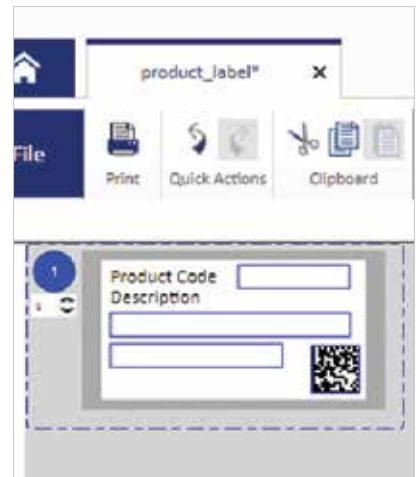 product_label*
File
Print
Quick Actions
Clipboard
1
Product Code
Description